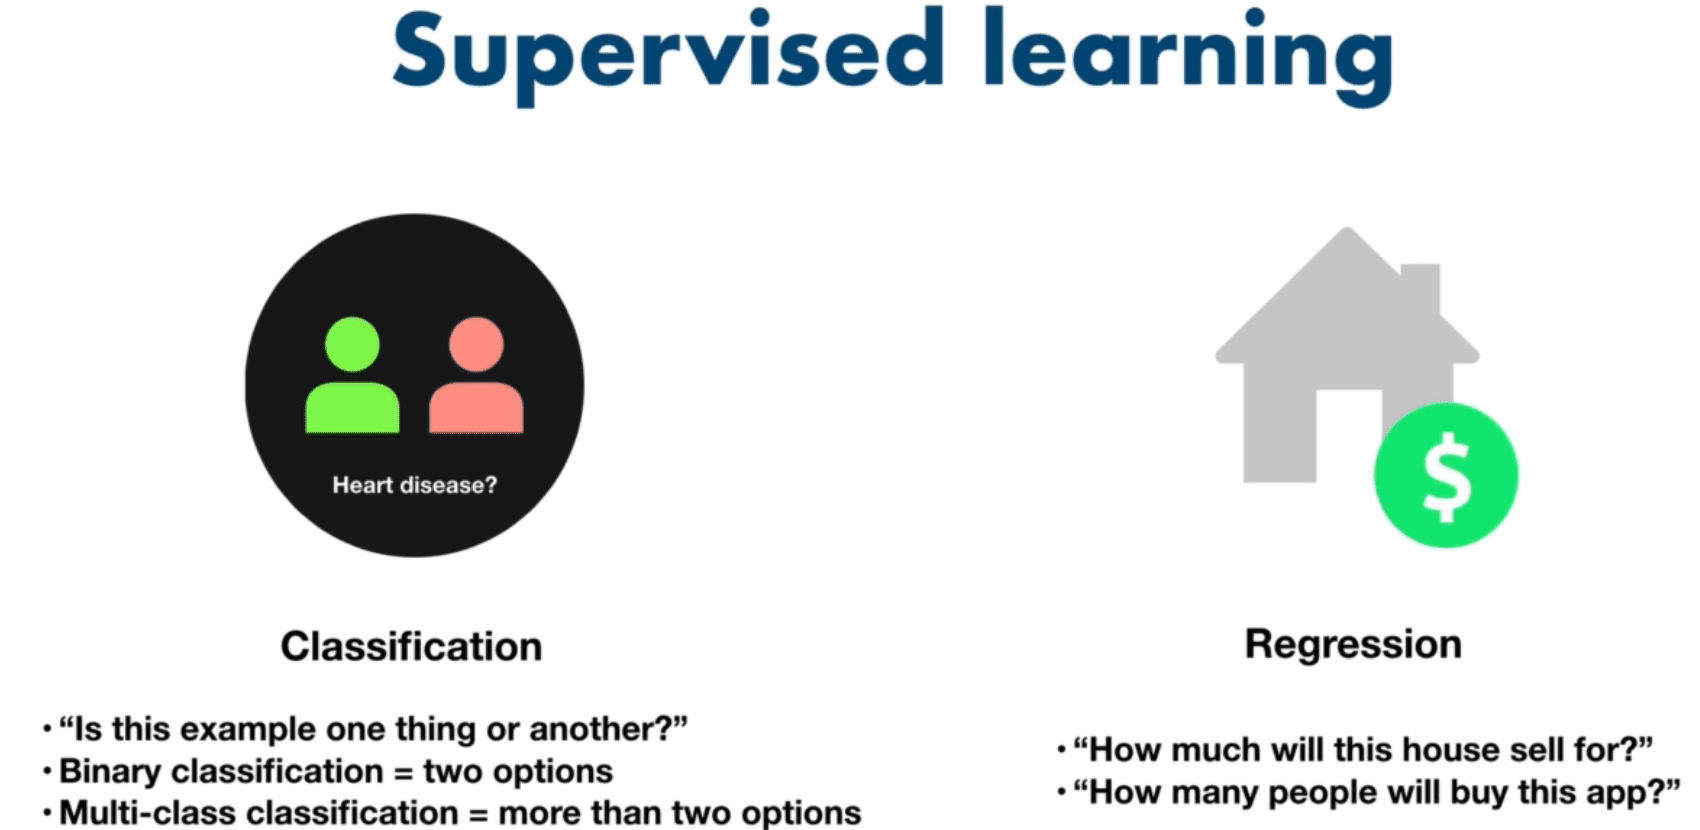 Supervised learning
Heart disease?
$
Classification
• “Is this example one thing or another?”
• Binary classification = two options
• Multi-class classification = more than two options
Regression
• “How much will this house sell for?”
• “How many people will buy this app?”